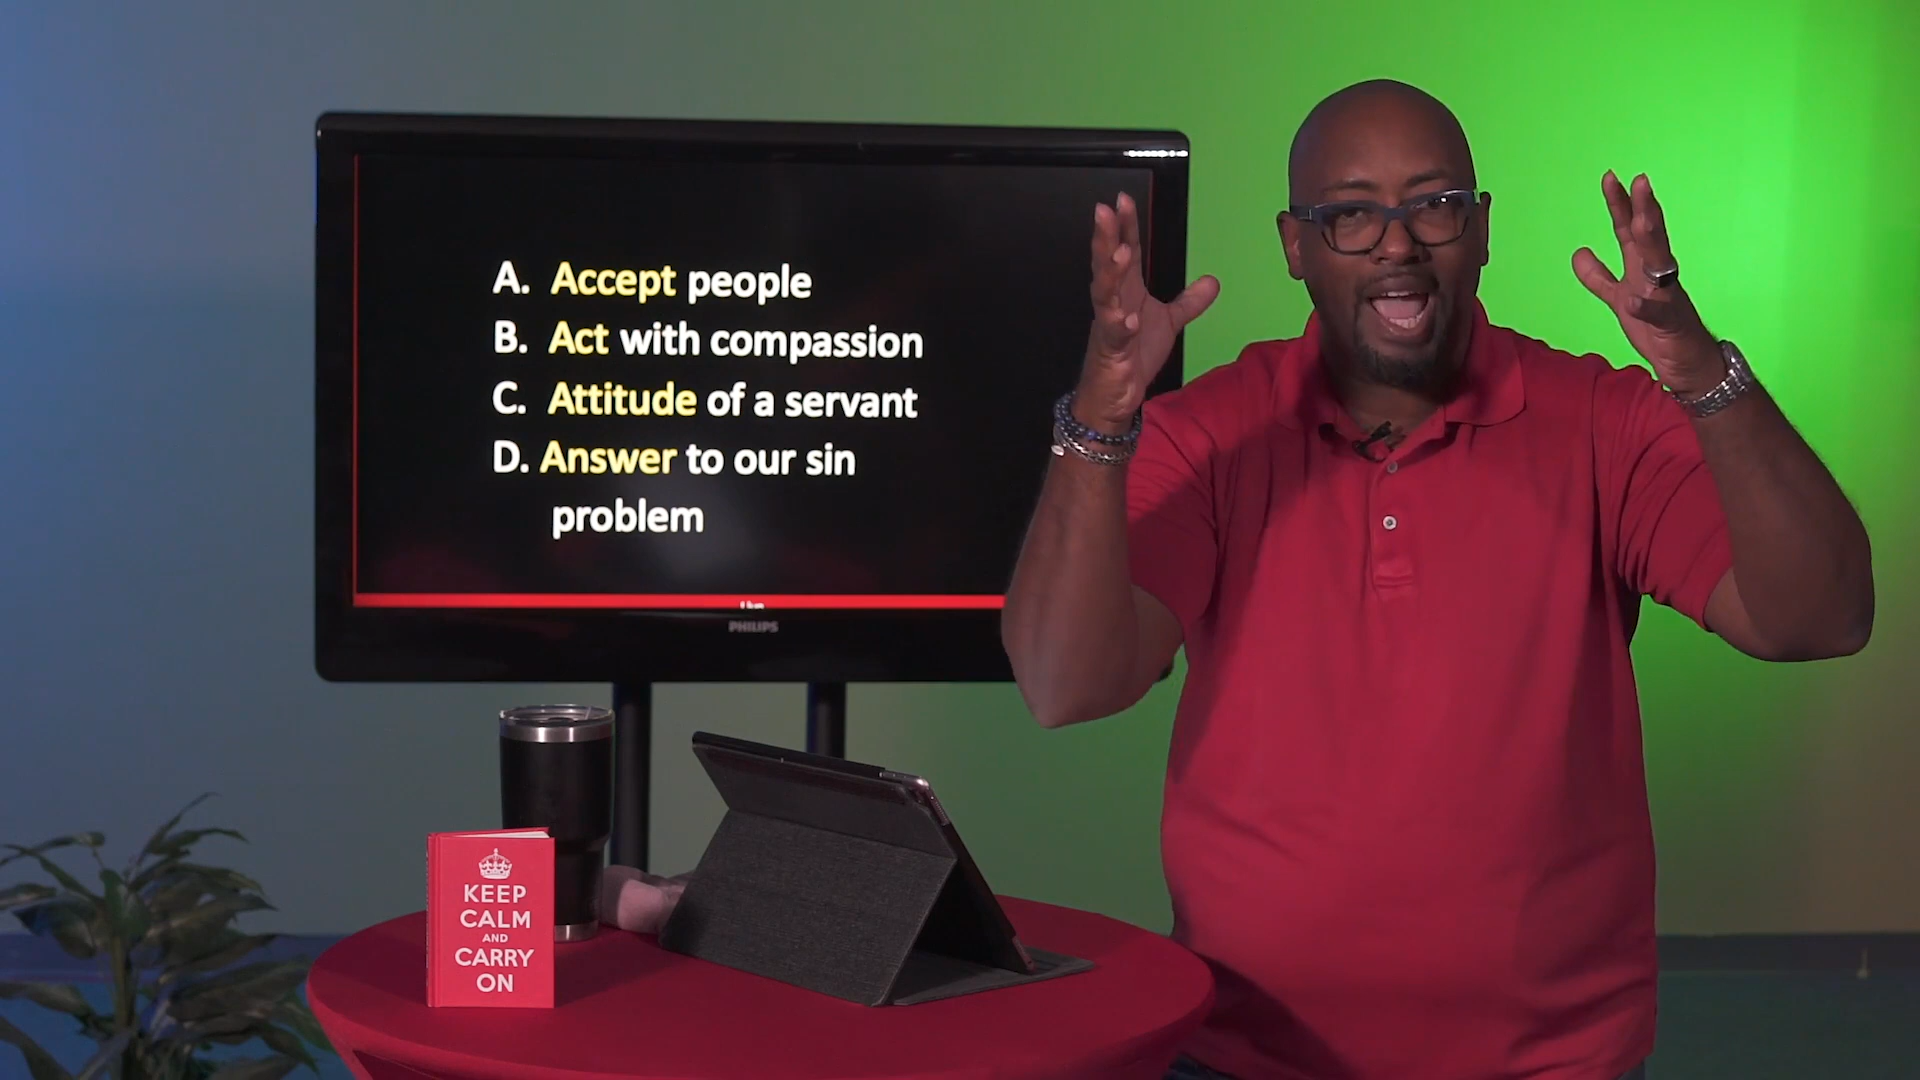 A. Accept people
B. Act with compassion
C. Attitude of a servant
D. Answer to our sin
problem
PHILIPS
KEEP
CALM
AND
CARRY
ON